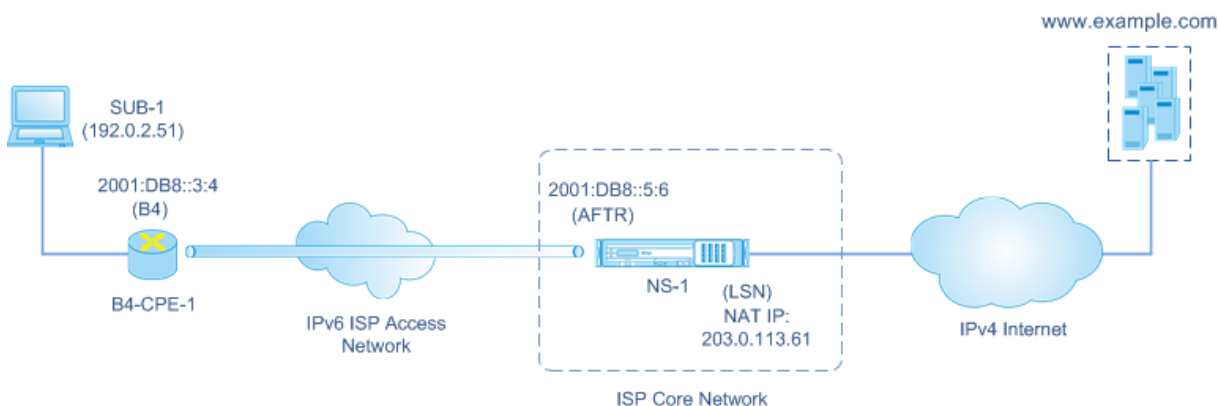 www.example.com
SUB-1
(192.0.2.51)
2001:DB8::3:4
(B4)
B4-CPE-1
IPv6 ISP Access
Network
2001:DB8::5:6
(AFTR)
NS-1
(LSN)
NAT IP:
203.0.113.61
IPv4 Internet
ISP Core Network